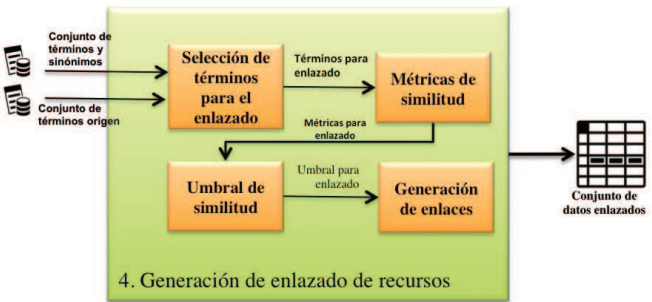 Conjunto de
términos y
sinónimos
Conjunto de
términos origen
Selección de
términos
para el
enlazado
Términos para
enlazado
Métricas de
similitud
Métricas para
enlazado
Umbral de
similitud
Umbral para
enlazado
Generación
de enlaces
Conjunto de
datos enlazados
4. Generación de enlazado de recursos